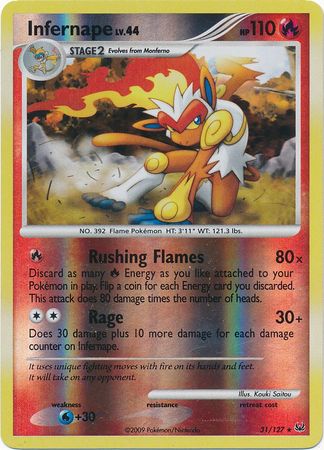 Infernape LV.44 HP 110
STAGE2 Evolves from Monferno
NO. 392 Flame Pokémon HT: 3'11" WT: 121.3 lbs.
Rushing Flames 80x
Discard as many Energy as you like attached to your
Pokémon in play. Flip a coin for each Energy card you discarded.
This attack does 80 damage times the number of heads.
Rage 30+
Does 30 damage plus 10 more damage for each damage
counter on Infernape.
It uses unique fighting moves with fire on its hands and feet.
It will take on any opponent.
Illus. Kouki Saitou
weakness resistance retreat cost
+30 31/127 ★
©2009 Pokémon/Nintendo